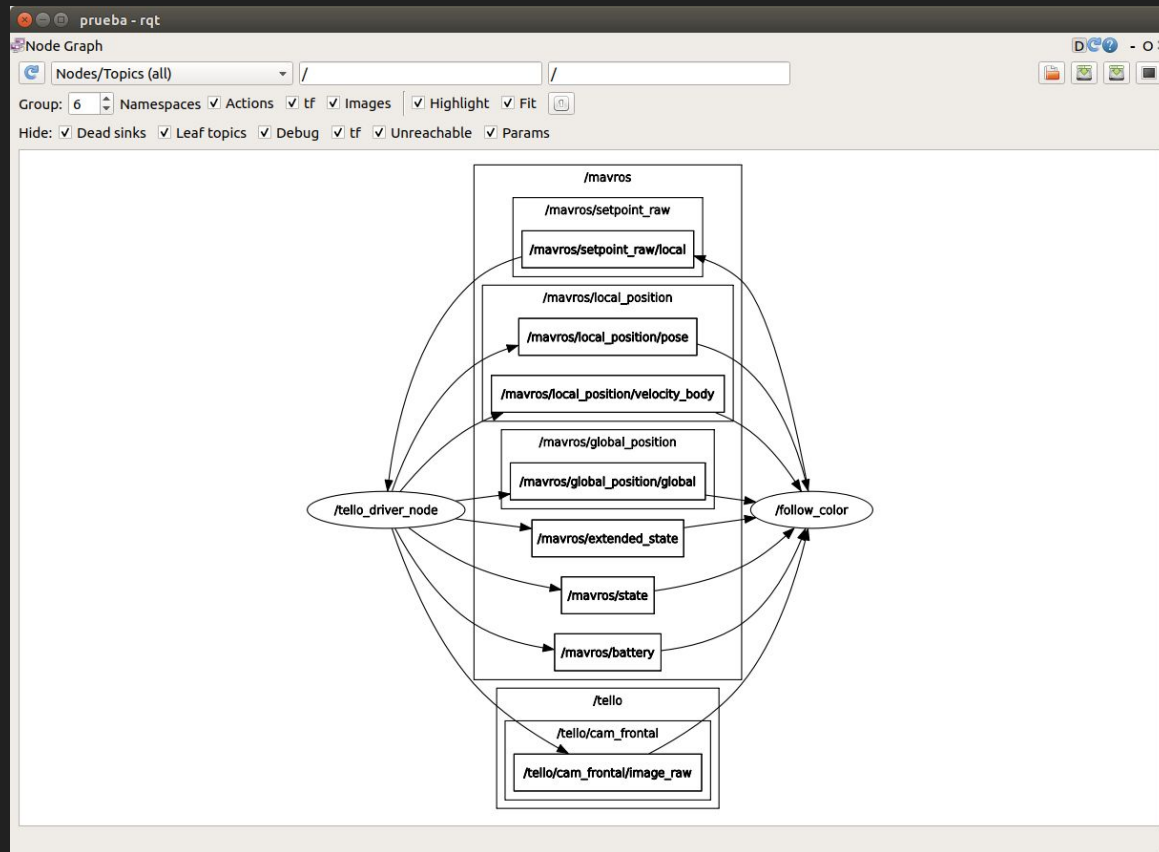 prueba - rqt
Node Graph D - O
Nodes/Topics (all) / /
Group: 6 Namespaces Actions tf Images Highlight Fit
Hide: Dead sinks Leaf topics Debug tf Unreachable Params
/mavros
/mavros/setpoint_raw
/mavros/setpoint_raw/local
/mavros/local_position
/mavros/local_position/pose
/mavros/local_position/velocity_body
/mavros/global_position
/mavros/global_position/global
/tello_driver_node /follow_color
/mavros/extended_state
/mavros/state
/mavros/battery
/tello
/tello/cam_frontal
/tello/cam_frontal/image_raw